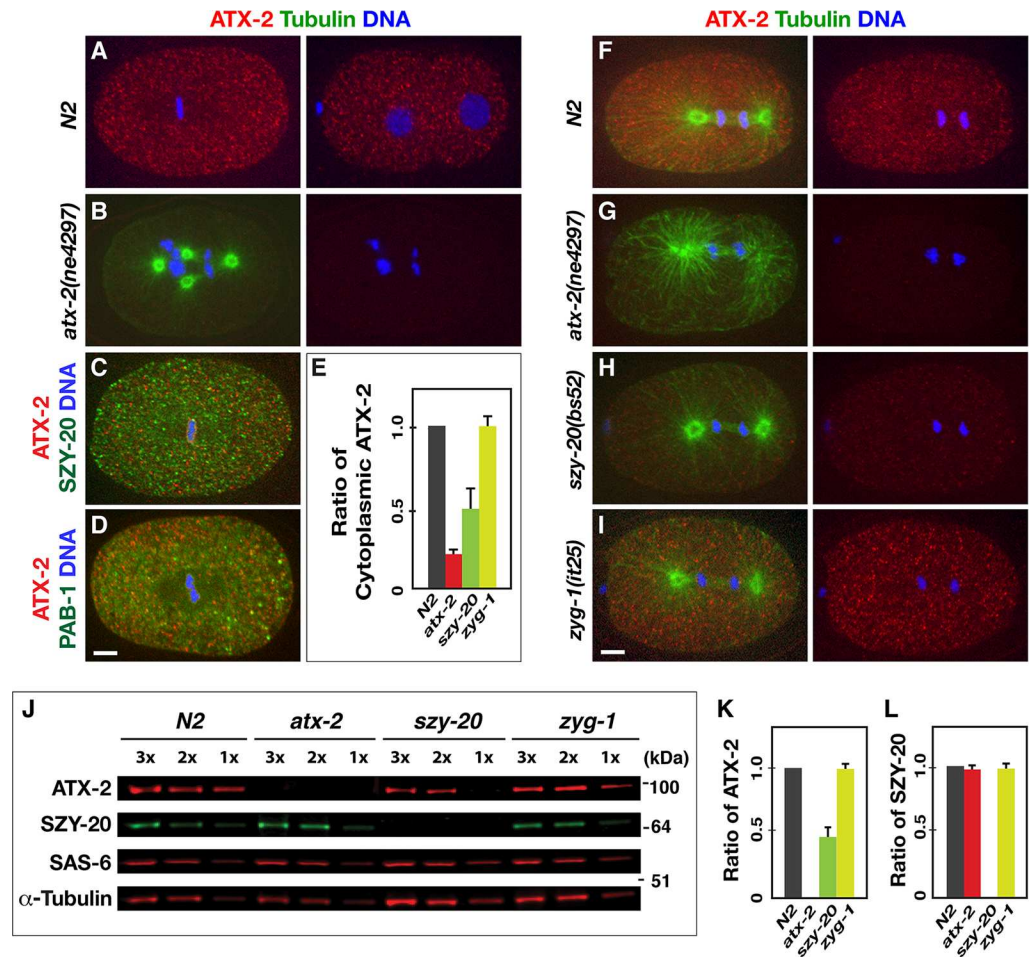 ATX-2 Tubulin DNA
ATX-2 Tubulin DNA
A
N2
B
atx-2(ne4297)
C
ATX-2
SZY-20 DNA
D
ATX-2
PAB-1 DNA
E
Ratio of
Cytoplasmic ATX-2
1.0
0.5
0
N2
atx-2
szy-20
zyg-1
F
N2
G
atx-2(ne4297)
H
szy-20(bs52)
I
zyg-1(it25)
J
N2 atx-2 szy-20 zyg-1
3x 2x 1x 3x 2x 1x 3x 2x 1x 3x 2x 1x (kDa)
ATX-2 -100
SZY-20 -64
SAS-6
- 51
α-Tubulin
K
Ratio of ATX-2
1.0
0.5
0
N2
atx-2
szy-20
zyg-1
L
Ratio of SZY-20
1.0
0.5
0
N2
atx-2
szy-20
zyg-1